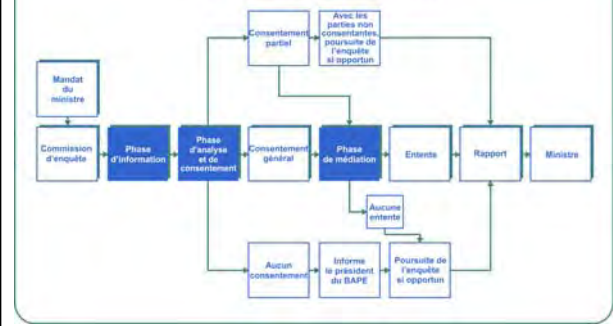 Consentement
partiel
Avec les
parties non
consentantes,
poursuite de
l'enquête
si opportun
Mandat
du
ministre
Commission
d'enquête
Phase
d'information
Phase
d'analyse
et de
consentement
Consentement
général
Phase
de médiation
Entente
Rapport
Ministre
Aucune
entente
Aucun
consentement
Informe
le président
du BAPE
Poursuite de
l'enquête
si opportun